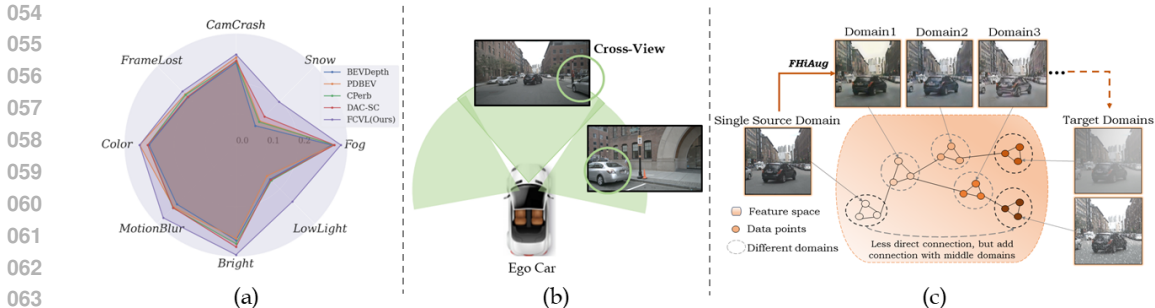 054
055
056
057
058
059
060
061
062
063
CamCrash
Snow
Fog
LowLight
Bright
MotionBlur
Color
FrameLost
0.0
0.1
0.2
BEVDepth
PDBEV
CPerb
DAC-SC
FCVL(Ours)
(a)
Cross-View
Ego Car
(b)
Domain1
Domain2
Domain3
FHiAug
Single Source Domain
Target Domains
Feature space
Data points
Different domains
Less direct connection, but add
connection with middle domains
(c)